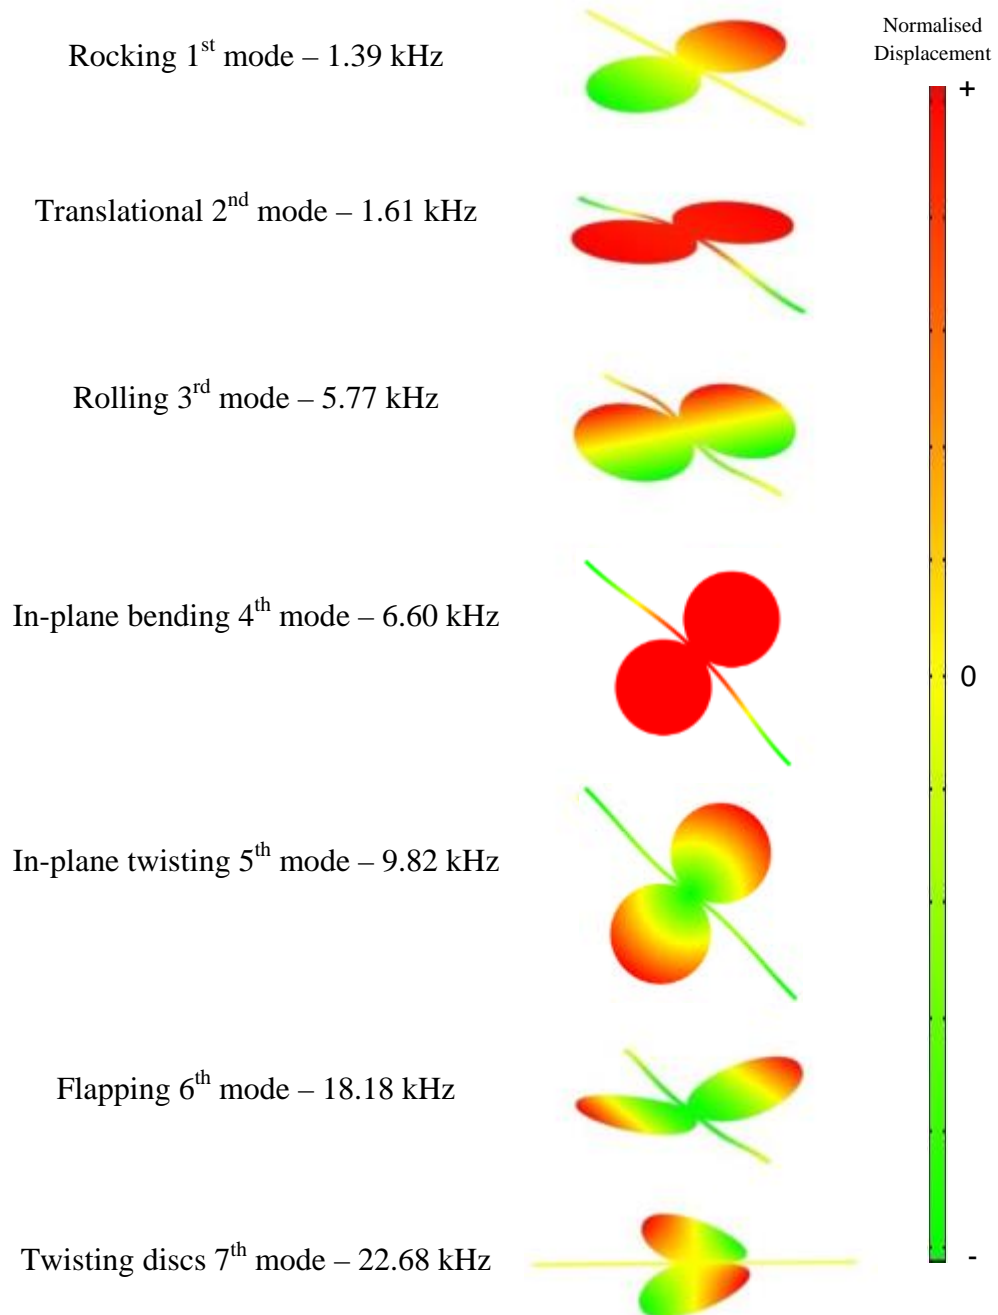 Normalised
Displacement
+
Rocking 1st mode – 1.39 kHz
Translational 2nd mode – 1.61 kHz
Rolling 3rd mode – 5.77 kHz
In-plane bending 4th mode – 6.60 kHz
0
In-plane twisting 5th mode – 9.82 kHz
Flapping 6th mode – 18.18 kHz
Twisting discs 7th mode – 22.68 kHz
-